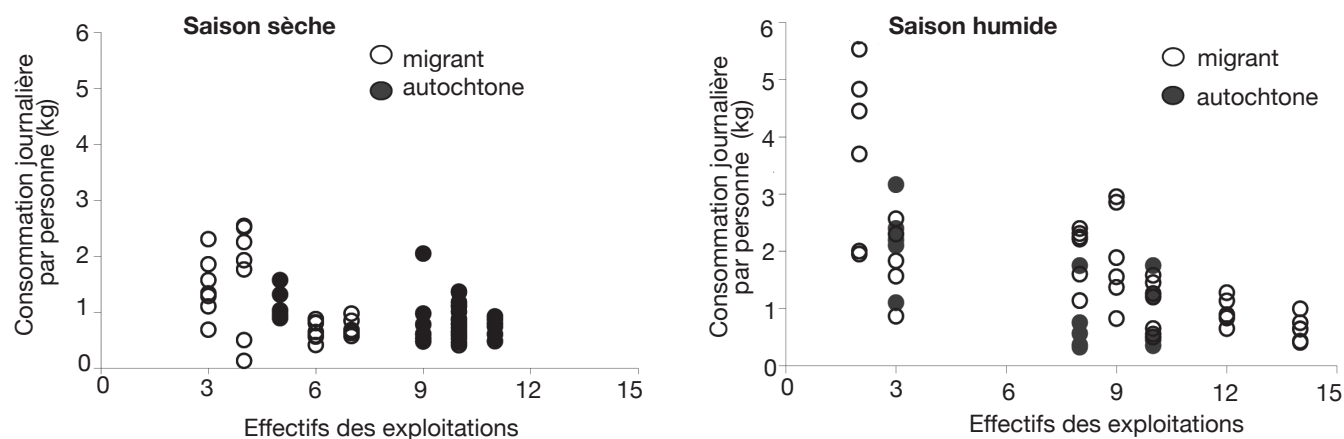 Saison sèche
migrant
autochtone
Consommation journalière
par personne (kg)
6
5
4
3
2
1
0
0
3
6
9
12
15
Effectifs des exploitations
Saison humide
migrant
autochtone
Consommation journalière
par personne (kg)
6
5
4
3
2
1
0
0
3
6
9
12
15
Effectifs des exploitations